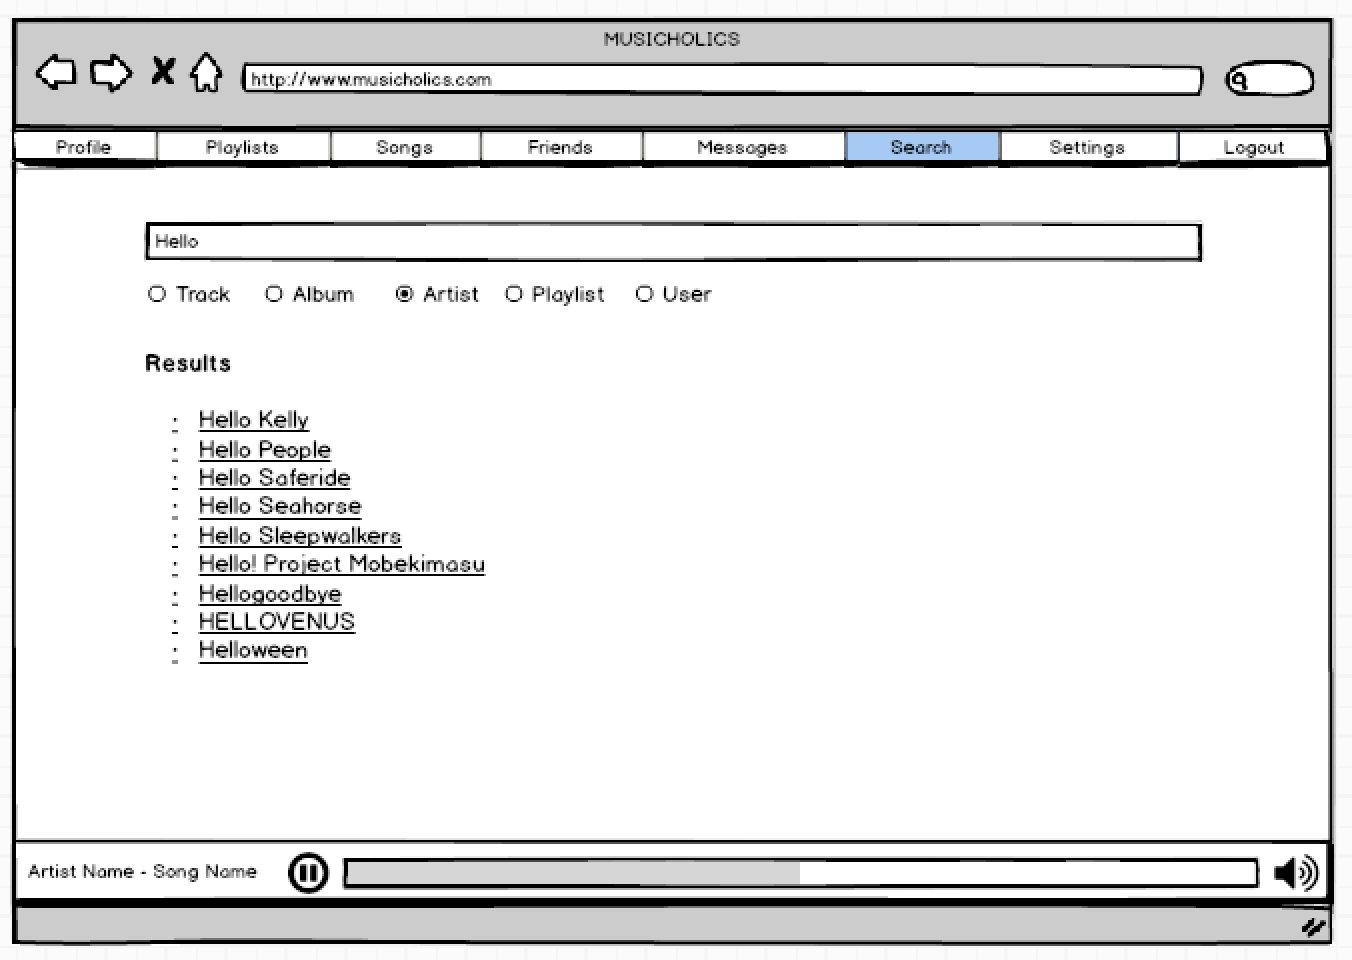 MUSICHOLICS
http://www.musicholics.com
Profile Playlists Songs Friends Messages Search Settings Logout
Hello
Track Album Artist Playlist User
Results
Hello Kelly
Hello People
Hello Saferide
Hello Seahorse
Hello Sleepwalkers
Hello! Project Mobekimasu
Hellogoodbye
HELLOVENUS
Helloween
Artist Name - Song Name